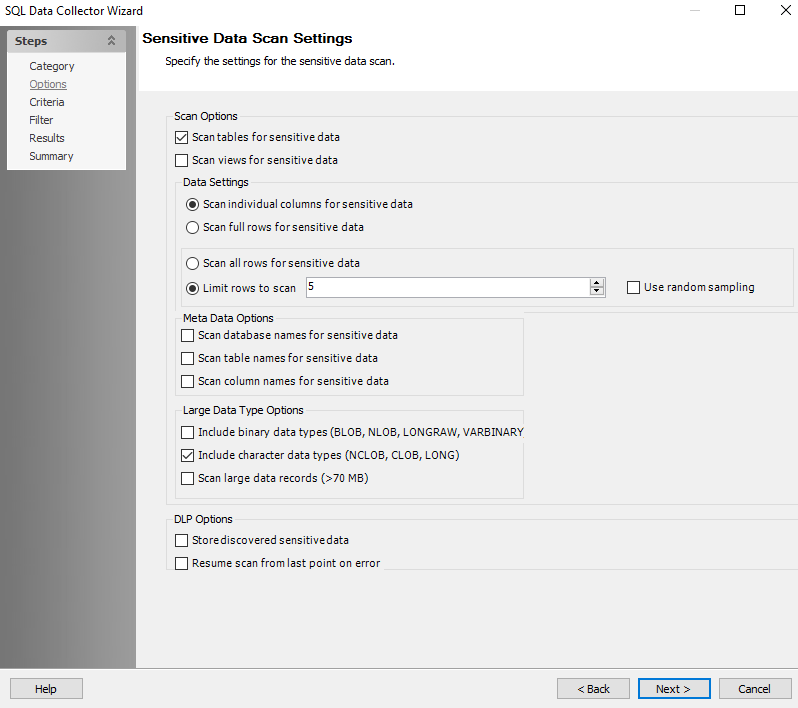 SQL Data Collector Wizard
Steps
Category
Options
Criteria
Filter
Results
Summary
Sensitive Data Scan Settings
Specify the settings for the sensitive data scan.
Scan Options
Scan tables for sensitive data
Scan views for sensitive data
Data Settings
Scan individual columns for sensitive data
Scan full rows for sensitive data
Scan all rows for sensitive data
Limit rows to scan 5 Use random sampling
Meta Data Options
Scan database names for sensitive data
Scan table names for sensitive data
Scan column names for sensitive data
Large Data Type Options
Include binary data types (BLOB, NLOB, LONGRAW, VARBINARY
Include character data types (NCLOB, CLOB, LONG)
Scan large data records (>70 MB)
DLP Options
Store discovered sensitive data
Resume scan from last point on error
Help < Back Next > Cancel